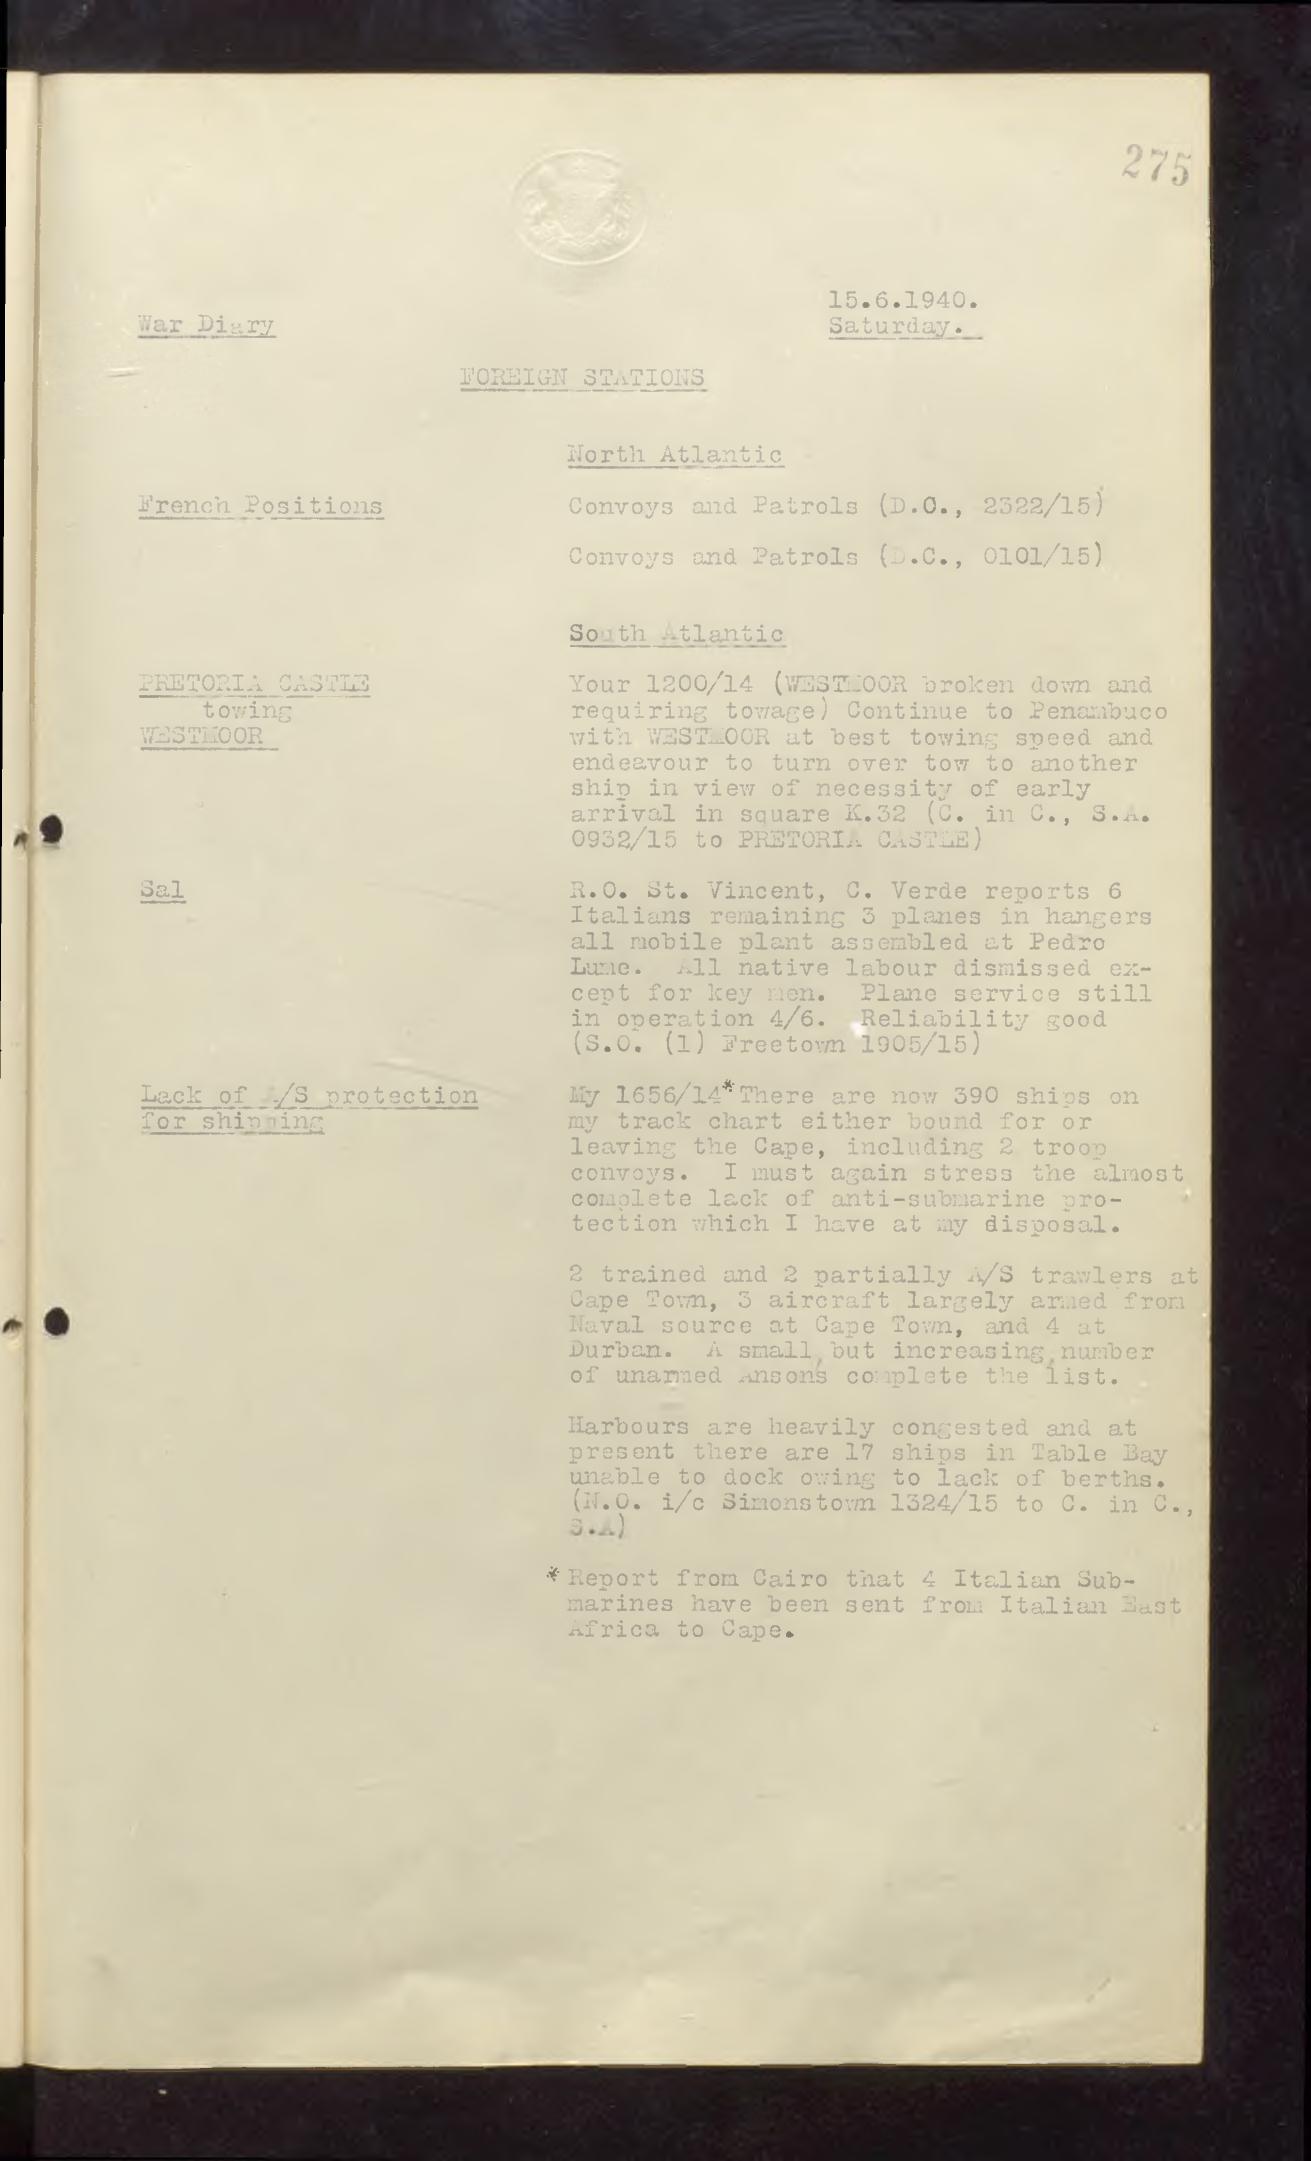 275
15.6.1940.
War Diary
Saturday.
FOREIGN STATIONS
North Atlantic
French Positions
Convoys and Patrols (D.C., 2322/15)
Convoys and Patrols (D.C., 0101/15)
South Atlantic
PRETORIA CASTLE
towing
WESTMOOR
Your 1200/14 (WESTMOOR broken down and
requiring towage) Continue to Penambuco
with WESTMOOR at best towing speed and
endeavour to turn over tow to another
ship in view of necessity of early
arrival in square K.32 (C. in C., S.A.
0932/15 to PRETORIA CASTLE)
Sal
R.O. St. Vincent, C. Verde reports 6
Italians remaining 3 planes in hangers
all mobile plant assembled at Pedro
Lume. All native labour dismissed ex-
cept for key men. Plane service still
in operation 4/6. Reliability good
(S.O. (1) Freetown 1905/15)
Lack of A/S protection
for shipping
My 1656/14* There are now 390 ships on
my track chart either bound for or
leaving the Cape, including 2 troop
convoys. I must again stress the almost
complete lack of anti-submarine pro-
tection which I have at my disposal.
2 trained and 2 partially A/S trawlers at
Cape Town, 3 aircraft largely armed from
Naval source at Cape Town, and 4 at
Durban. A small, but increasing, number
of unarmed Ansons complete the list.
Harbours are heavily congested and at
present there are 17 ships in Table Bay
unable to dock owing to lack of berths.
(N.O. i/c Simonstown 1324/15 to C. in C.,
S.A)
* Report from Cairo that 4 Italian Sub-
marines have been sent from Italian East
Africa to Cape.